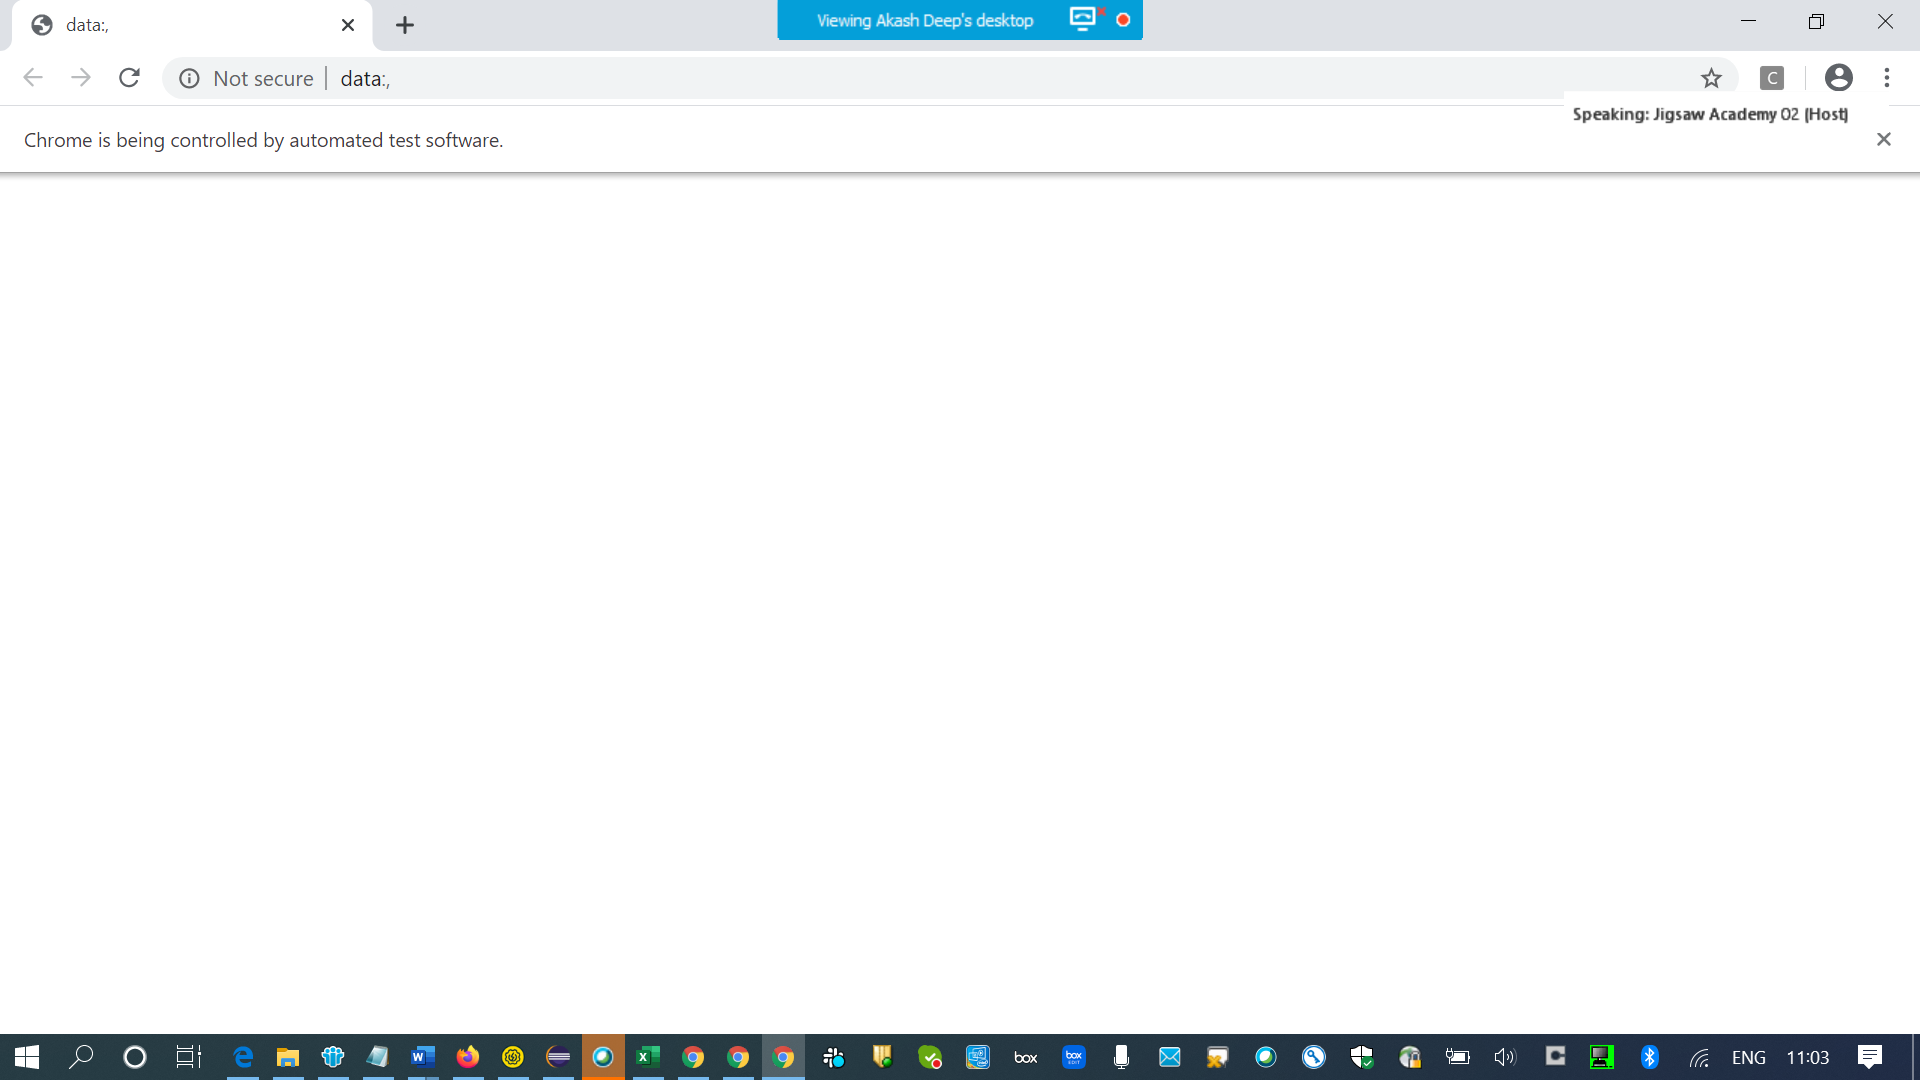 data:,
Viewing Akash Deep's desktop
Not secure
data:,
C
Speaking: Jigsaw Academy 02 (Host)
Chrome is being controlled by automated test software.
box
box
ENG
11:03